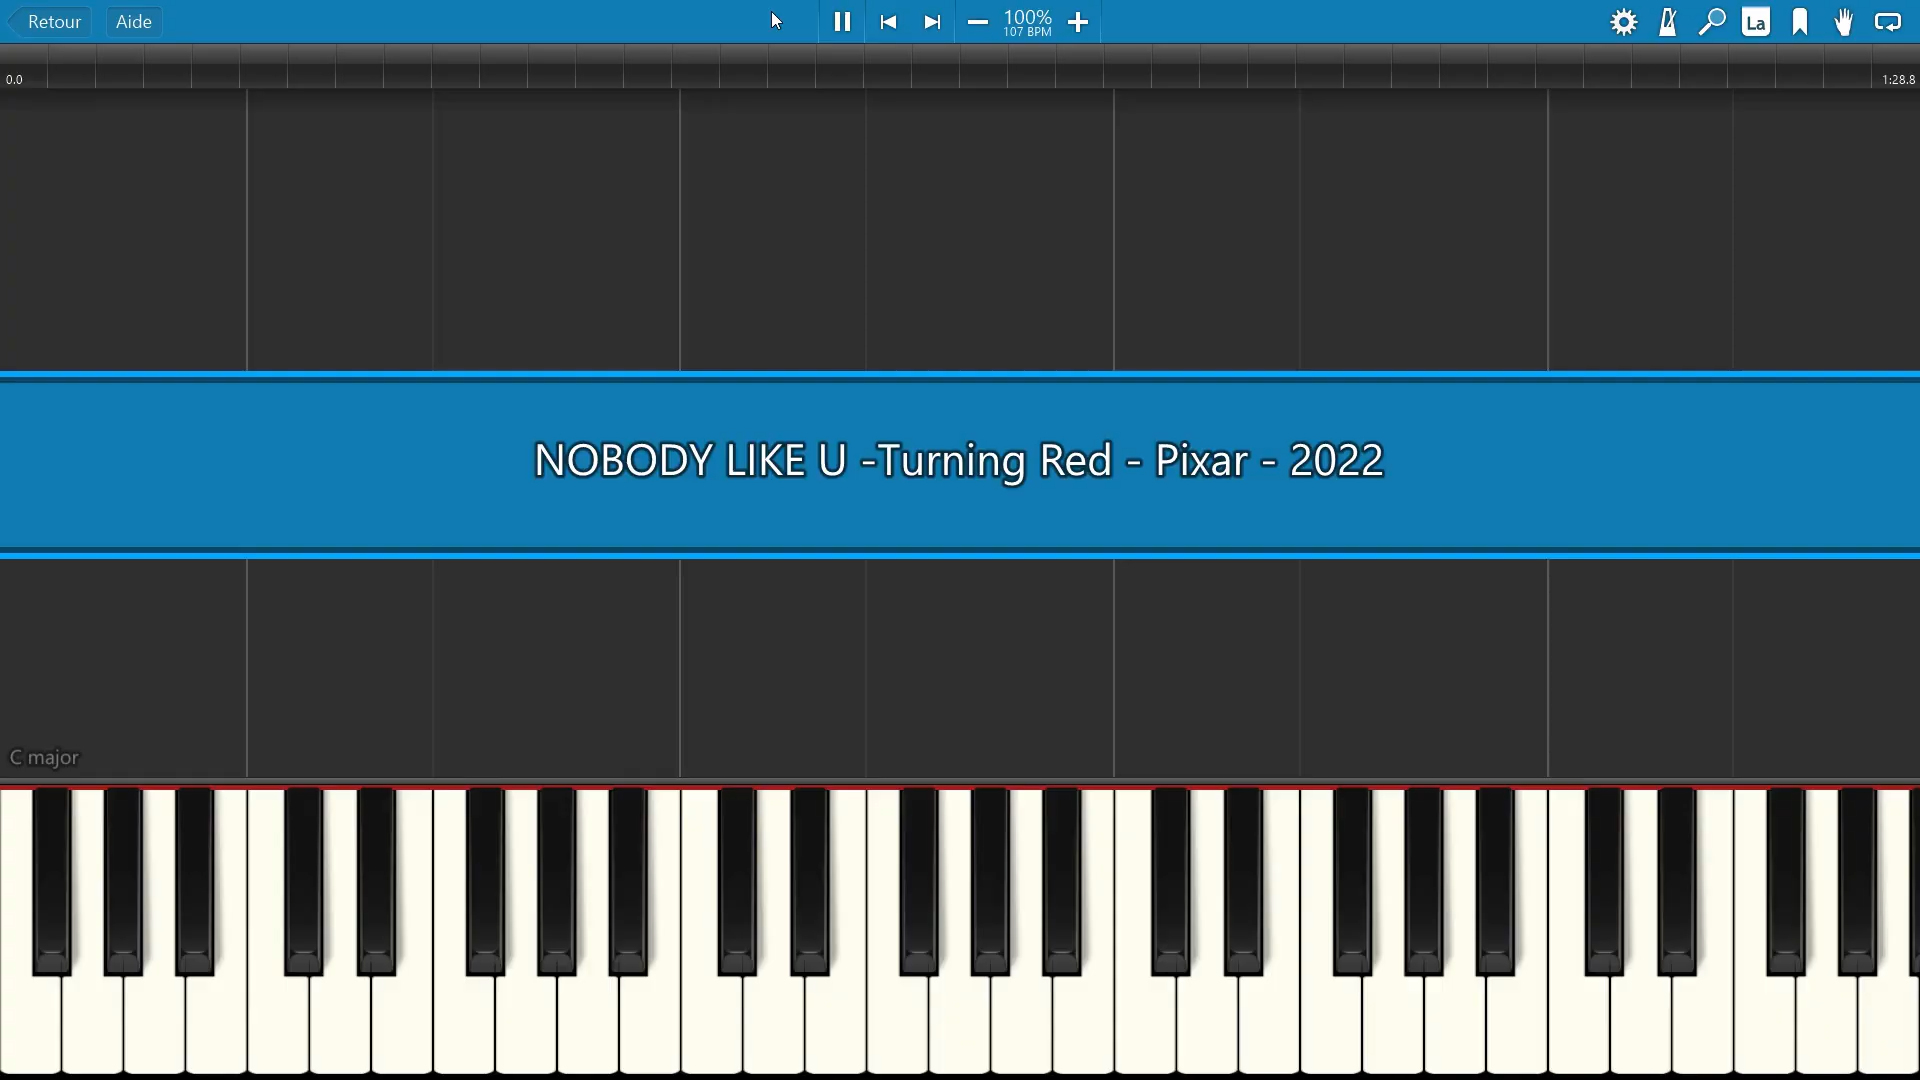 Retour
Aide
100%
107 BPM
La
0.0
1:28.8
NOBODY LIKE U -Turning Red - Pixar - 2022
C major